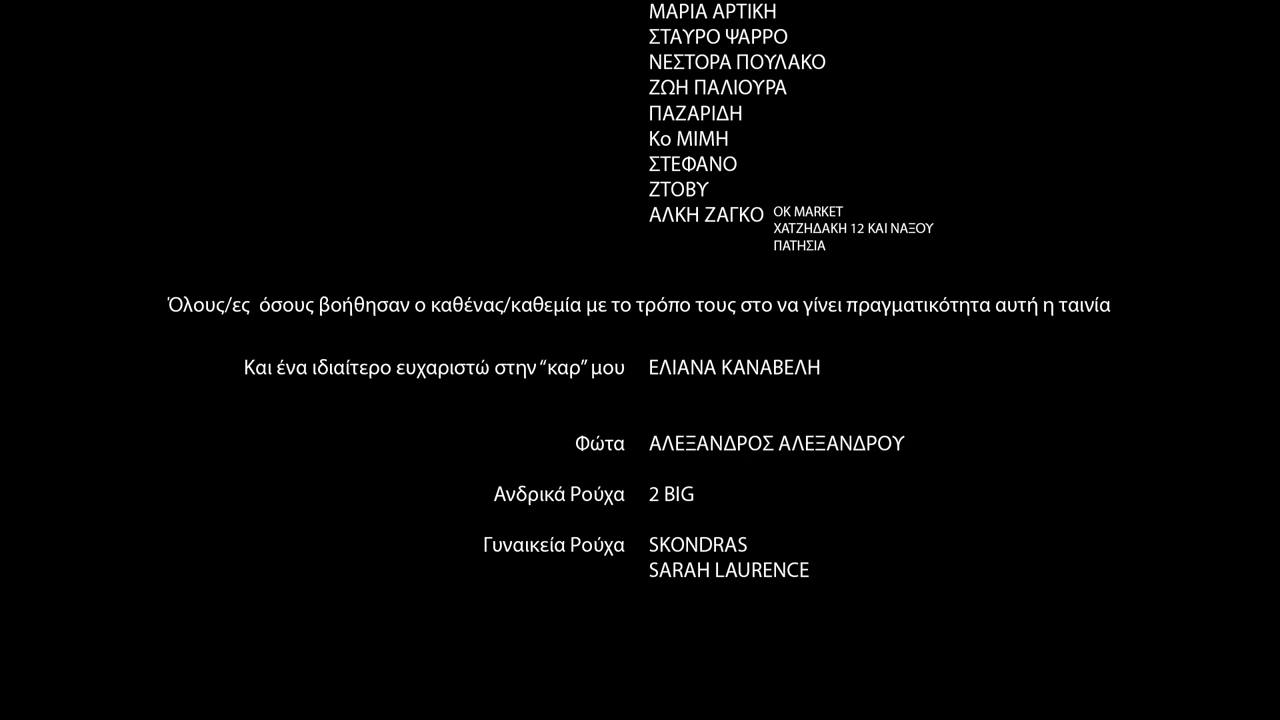 ΜΑΡΙΑ ΑΡΤΙΚΗ
ΣΤΑΥΡΟ ΨΑΡΡΟ
ΝΕΣΤΟΡΑ ΠΟΥΛΑΚΟ
ΖΩΗ ΠΑΛΙΟΥΡΑ
ΠΑΖΑΡΙΔΗ
Κο ΜΙΜΗ
ΣΤΕΦΑΝΟ
ΖΤΟΒΥ
ΑΛΚΗ ΖΑΓΚΟ OK MARKET
ΧΑΤΖΗΔΑΚΗ 12 ΚΑΙ ΝΑΞΟΥ
ΠΑΤΗΣΙΑ
Όλους/ες όσους βοήθησαν ο καθένας/καθεμία με το τρόπο τους στο να γίνει πραγματικότητα αυτή η ταινία
Και ένα ιδιαίτερο ευχαριστώ στην “καρ” μου ΕΛΙΑΝΑ ΚΑΝΑΒΕΛΗ
Φώτα ΑΛΕΞΑΝΔΡΟΣ ΑΛΕΞΑΝΔΡΟΥ
Ανδρικά Ρούχα 2 BIG
Γυναικεία Ρούχα SKONDRAS
SARAH LAURENCE